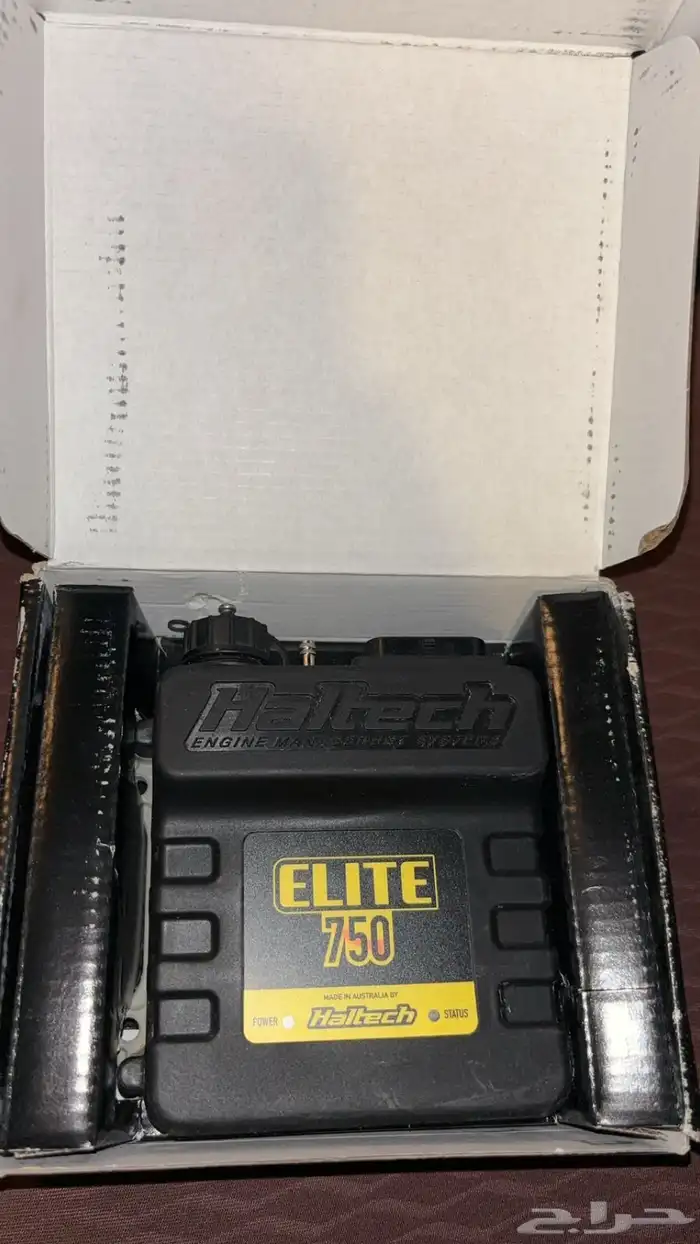 Haltech
ENGINE MANAGEMENT SYSTEMS
ELITE
750
MADE IN AUSTRALIA BY
POWER Haltech STATUS
حراج